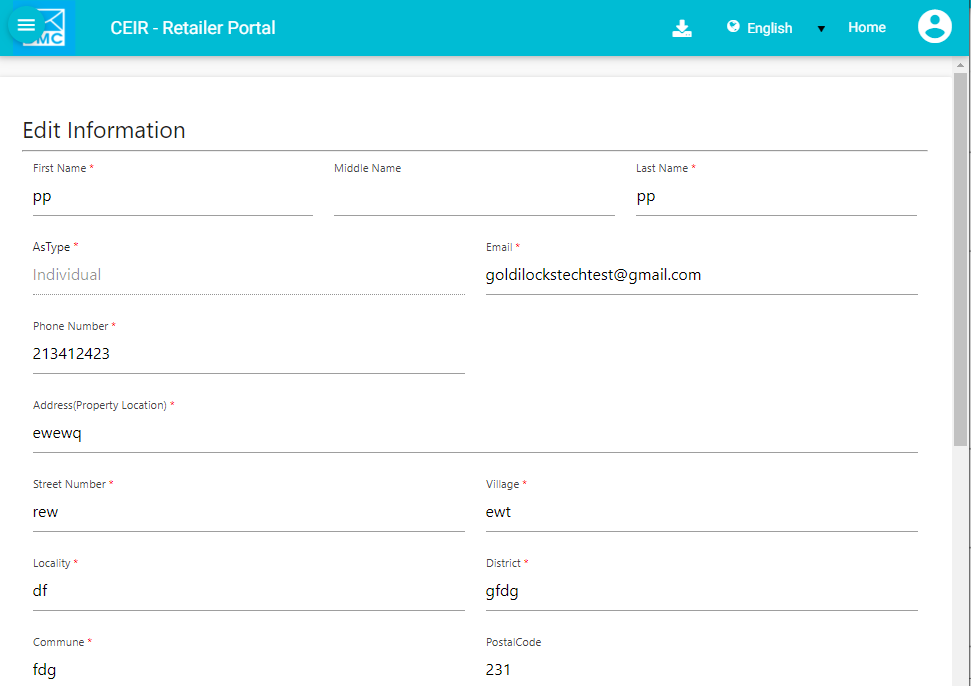 DMC
CEIR - Retailer Portal
English
Home
Edit Information
First Name *
Middle Name
Last Name *
pp
pp
AsType *
Email *
Individual
goldilockstechtest@gmail.com
Phone Number *
213412423
Address(Property Location) *
ewewq
Street Number *
Village *
rew
ewt
Locality *
District *
df
gfdg
Commune *
PostalCode
fdg
231